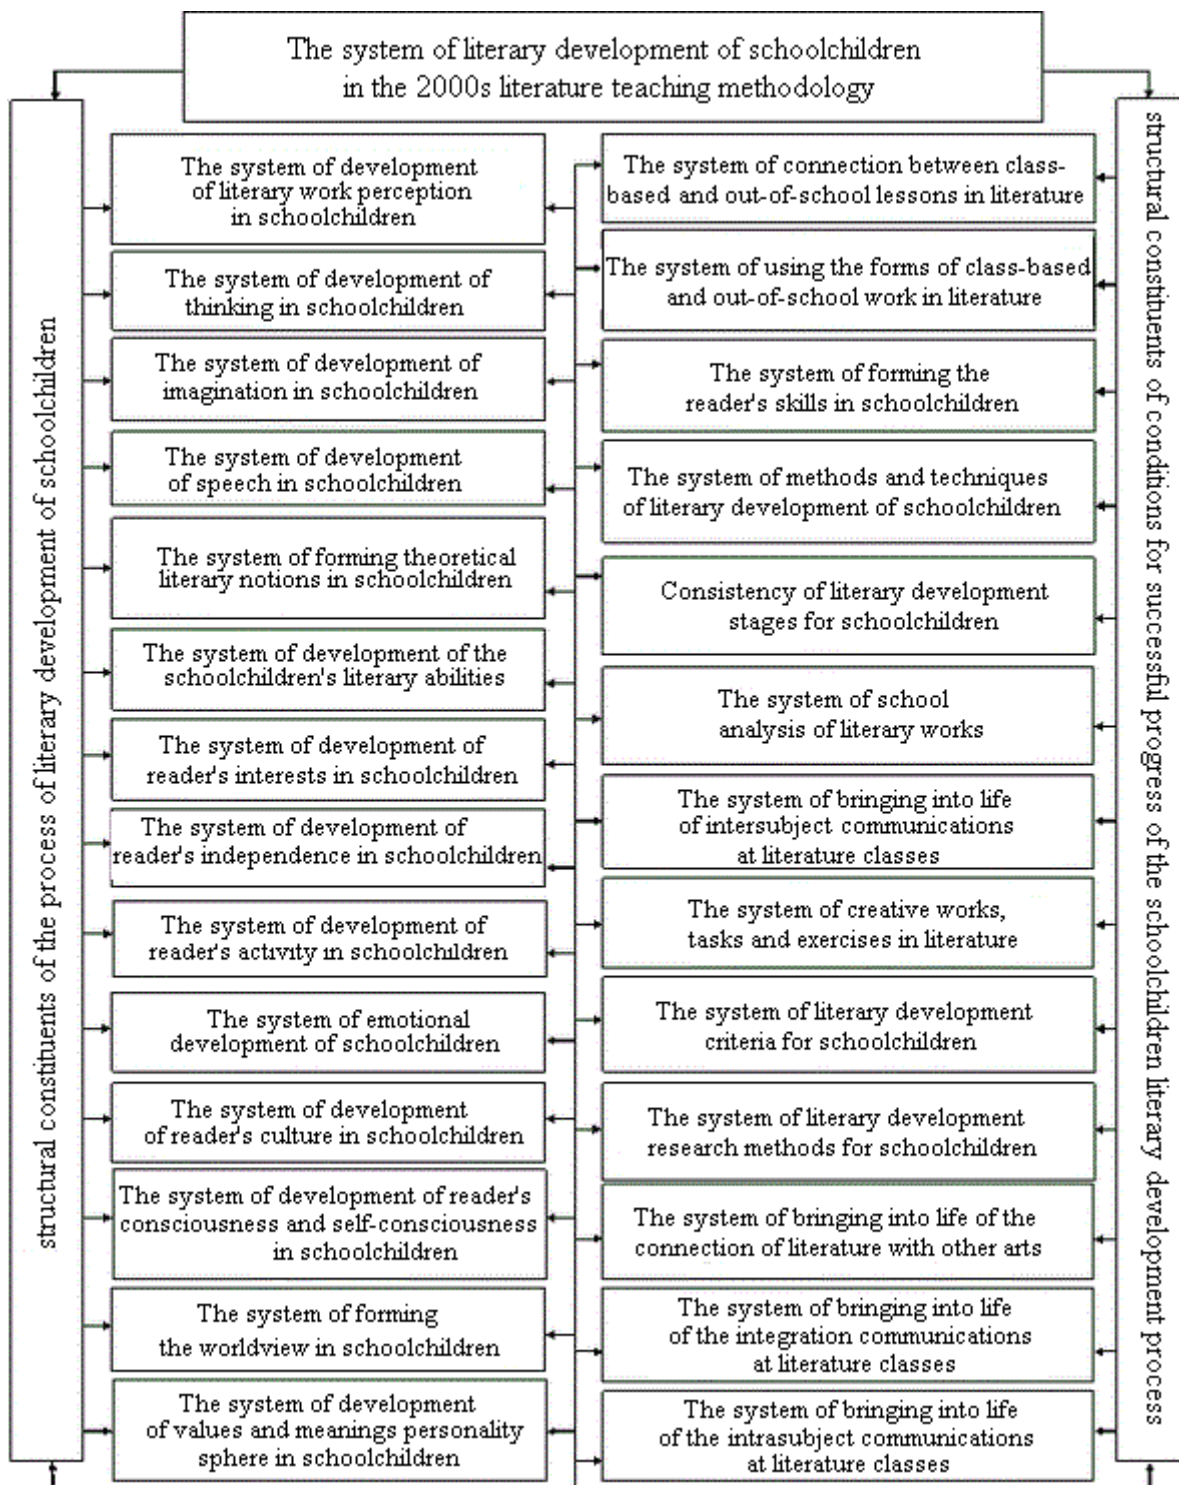 The system of literary development of schoolchildren
in the 2000s literature teaching methodology
structural constituents of the process of literary development of schoolchildren
The system of development
of literary work perception
in schoolchildren
The system of development of
thinking in schoolchildren
The system of development of
imagination in schoolchildren
The system of development
of speech in schoolchildren
The system of forming theoretical
literary notions in schoolchildren
The system of development of the
schoolchildren's literary abilities
The system of development of
reader's interests in schoolchildren
The system of development of
reader's independence in schoolchildren
The system of development of
reader's activity in schoolchildren
The system of emotional
development of schoolchildren
The system of development
of reader's culture in schoolchildren
The system of development of reader's
consciousness and self-consciousness
in schoolchildren
The system of forming
the worldview in schoolchildren
The system of development
of values and meanings personality
sphere in schoolchildren
The system of connection between class-
based and out-of-school lessons in literature
The system of using the forms of class-based
and out-of-school work in literature
The system of forming the
reader's skills in schoolchildren
The system of methods and techniques
of literary development of schoolchildren
Consistency of literary development
stages for schoolchildren
The system of school
analysis of literary works
The system of bringing into life
of intersubject communications
at literature classes
The system of creative works,
tasks and exercises in literature
The system of literary development
criteria for schoolchildren
The system of literary development
research methods for schoolchildren
The system of bringing into life of the
connection of literature with other arts
The system of bringing into life
of the integration communications
at literature classes
The system of bringing into life
of the intrasubject communications
at literature classes
structural constituents of conditions for successful progress of the schoolchildren literary development process